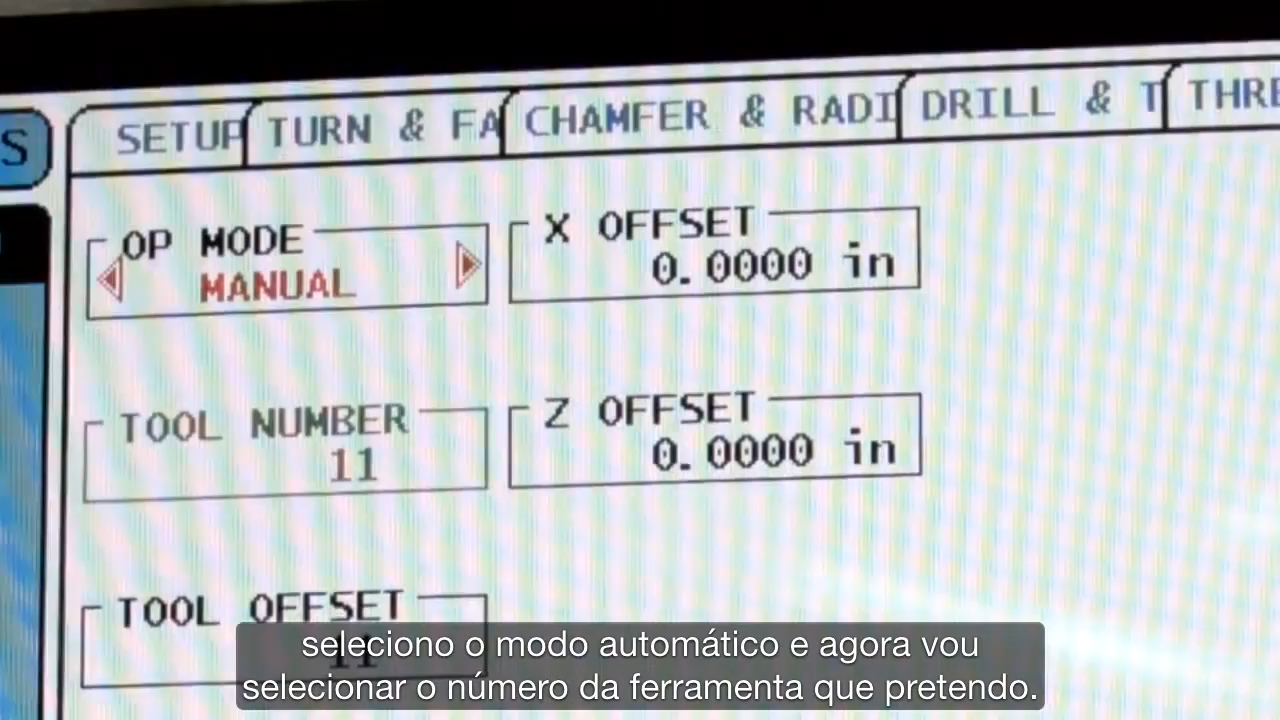 S
SETUP
TURN & FA
CHAMFER & RADI
DRILL & T
THRE
OP MODE
MANUAL
X OFFSET
0.0000 in
TOOL NUMBER
11
Z OFFSET
0.0000 in
TOOL OFFSET
11
seleciono o modo automático e agora vou
selecionar o número da ferramenta que pretendo.